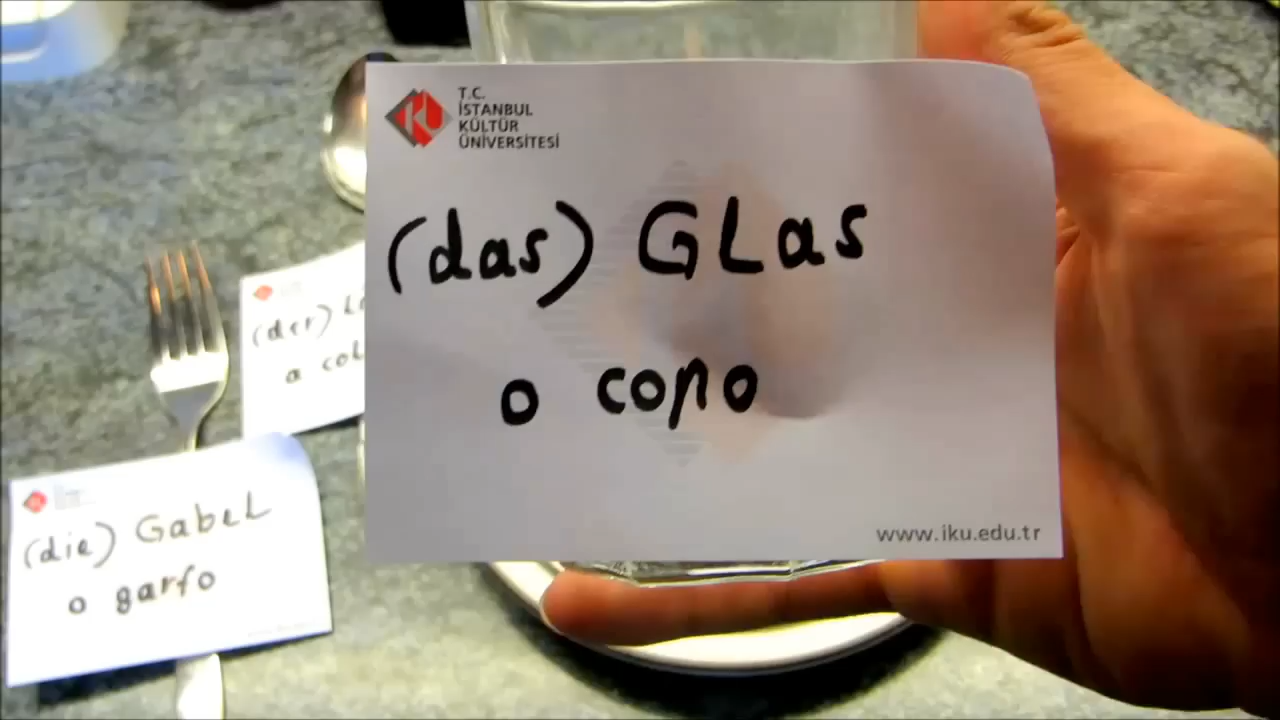 T.C.
İSTANBUL
KÜLTÜR
ÜNİVERSİTESİ
(das) GLas
o copo
www.iku.edu.tr
(der)
a
(die) GabeL
o garfo